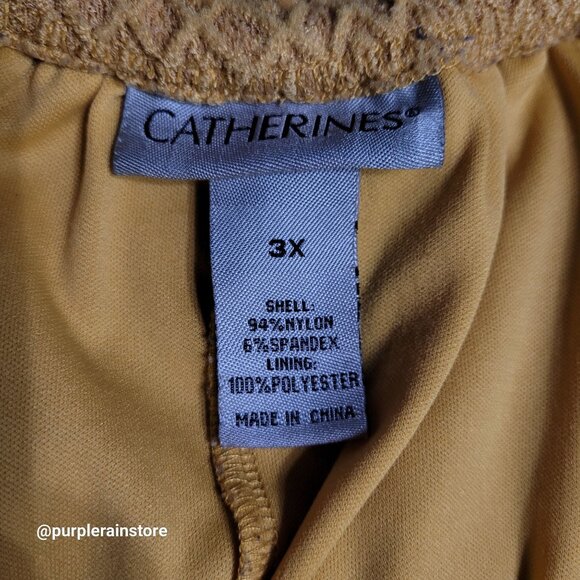 CATHERINES®
3X
SHELL:
94%NYLON
6%SPANDEX
LINING:
100%POLYESTER
MADE IN CHINA
@purplerainstore